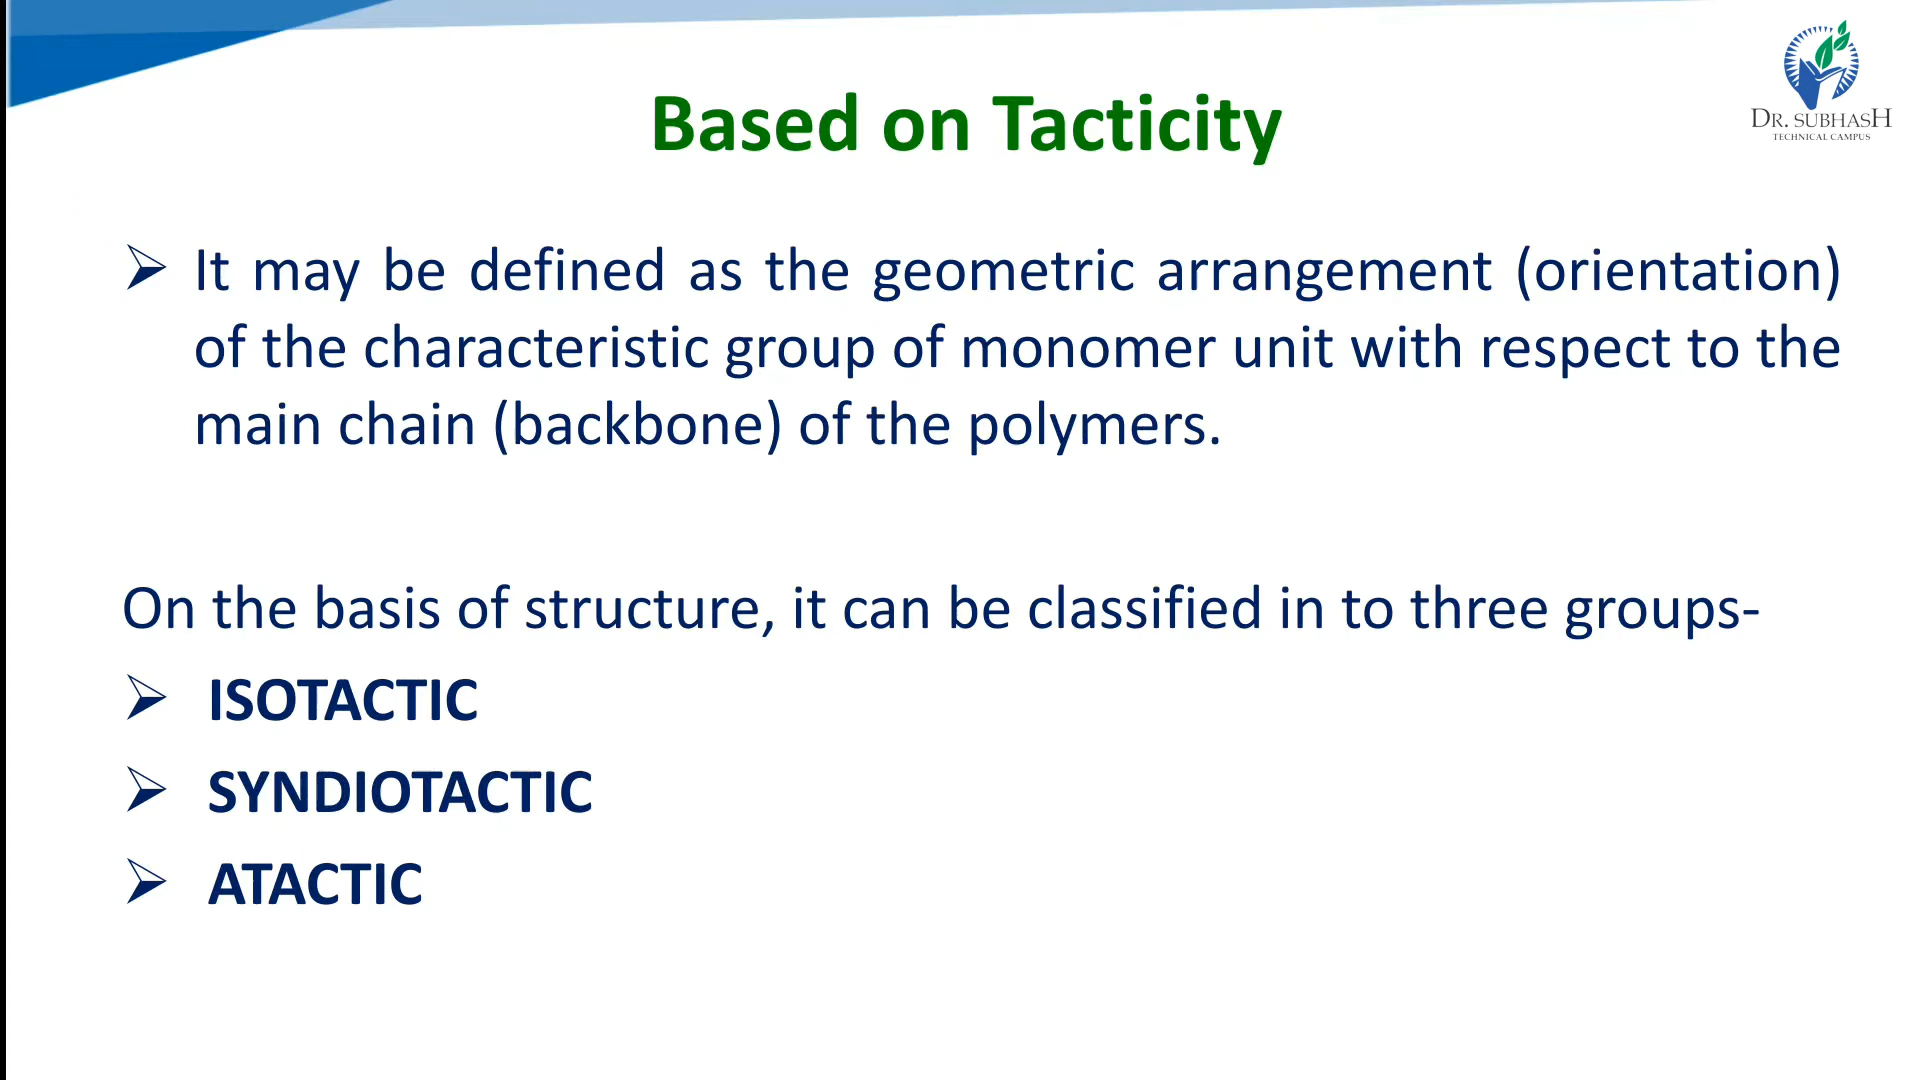 DR. SUBHASH
TECHNICAL CAMPUS
Based on Tacticity
It may be defined as the geometric arrangement (orientation)
of the characteristic group of monomer unit with respect to the
main chain (backbone) of the polymers.
On the basis of structure, it can be classified in to three groups-
ISOTACTIC
SYNDIOTACTIC
ATACTIC